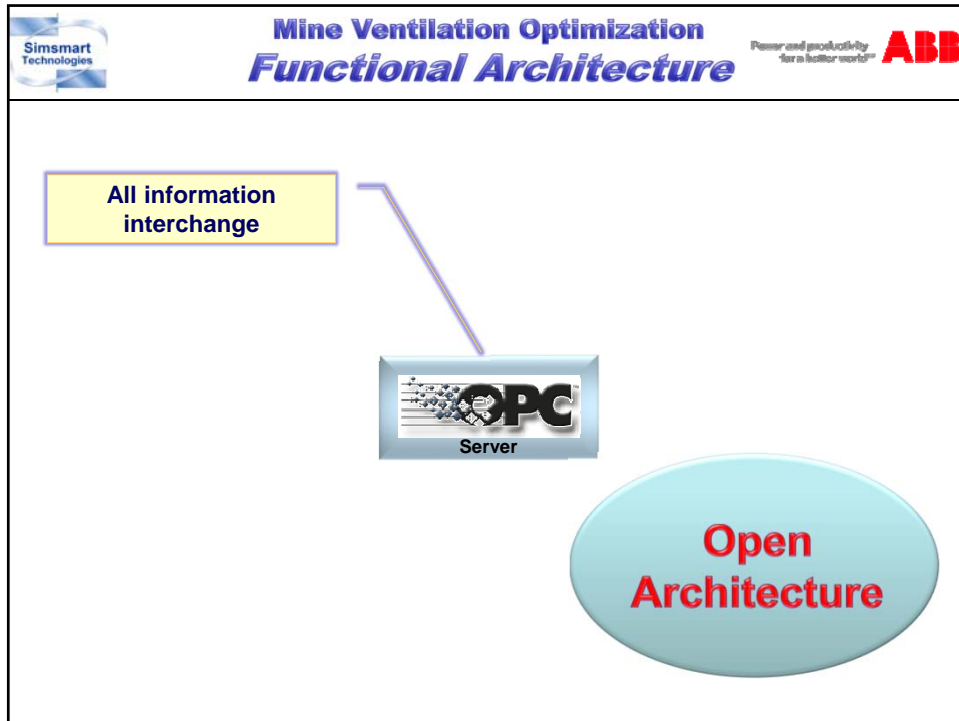 Simsmart
Technologies
Mine Ventilation Optimization
Functional Architecture
Power and productivity
for a better world™
ABB
All information
interchange
OPC™
Server
Open
Architecture